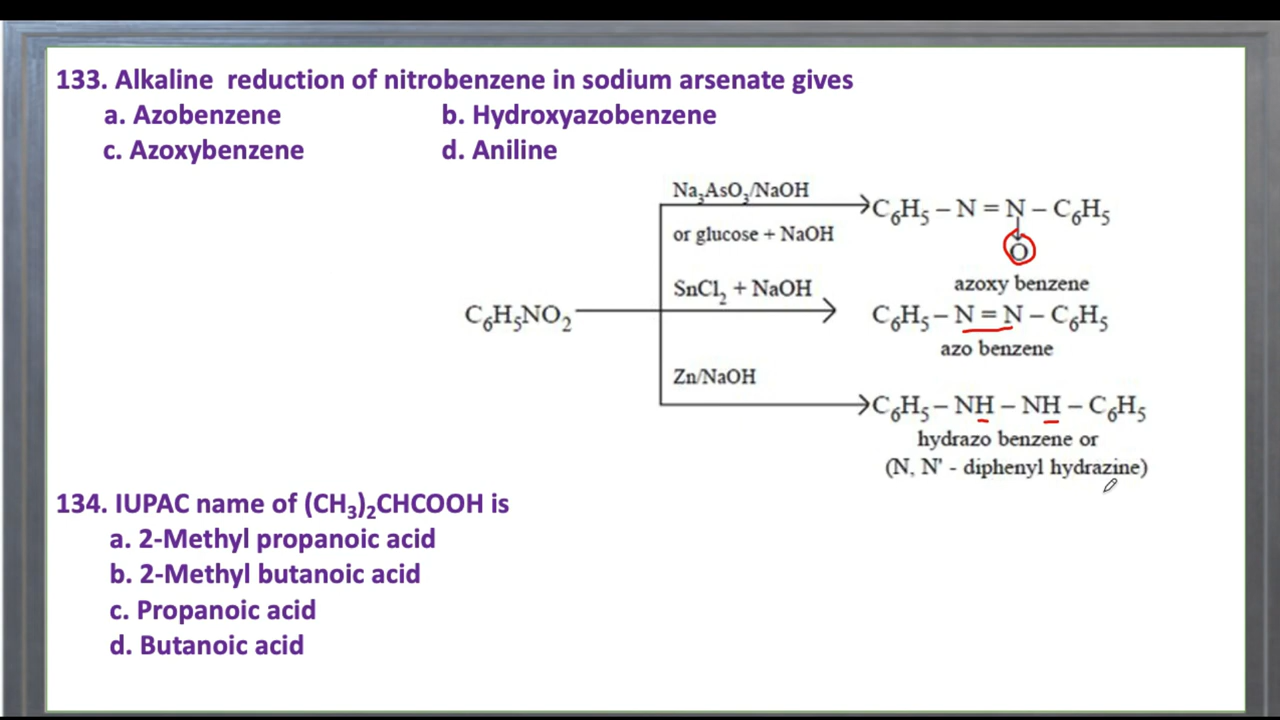 133. Alkaline reduction of nitrobenzene in sodium arsenate gives
a. Azobenzene b. Hydroxyazobenzene
c. Azoxybenzene d. Aniline
Na₃AsO₃/NaOH
C₆H₅ – N = N – C₆H₅
or glucose + NaOH
↓
O
azoxy benzene
SnCl₂ + NaOH
C₆H₅NO₂
C₆H₅ – N = N – C₆H₅
azo benzene
Zn/NaOH
C₆H₅ – NH – NH – C₆H₅
hydrazo benzene or
(N, N' - diphenyl hydrazine)
134. IUPAC name of (CH₃)₂CHCOOH is
a. 2-Methyl propanoic acid
b. 2-Methyl butanoic acid
c. Propanoic acid
d. Butanoic acid